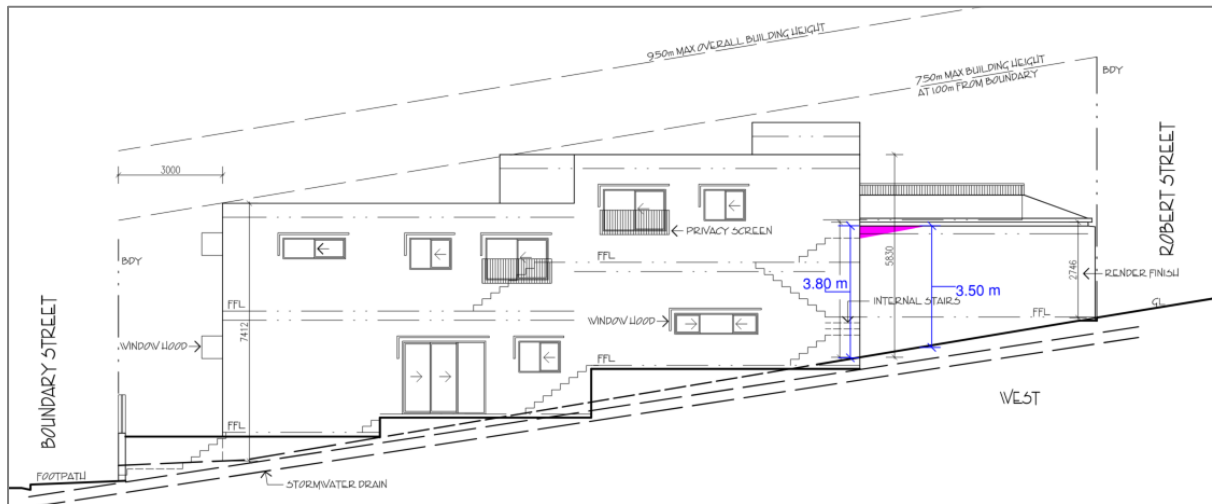 9.50m MAX OVERALL BUILDING HEIGHT
7.50m MAX BUILDING HEIGHT
AT 1.00m FROM BOUNDARY
BDY
3000
ROBERT STREET
PRIVACY SCREEN
FFL
BDY
5830
2746
RENDER FINISH
3.80 m
3.50 m
INTERNAL STAIRS
GL
FFL
FFL
WINDOW HOOD
WINDOW HOOD
7412
FFL
BOUNDARY STREET
WEST
FFL
FOOTPATH
STORMWATER DRAIN